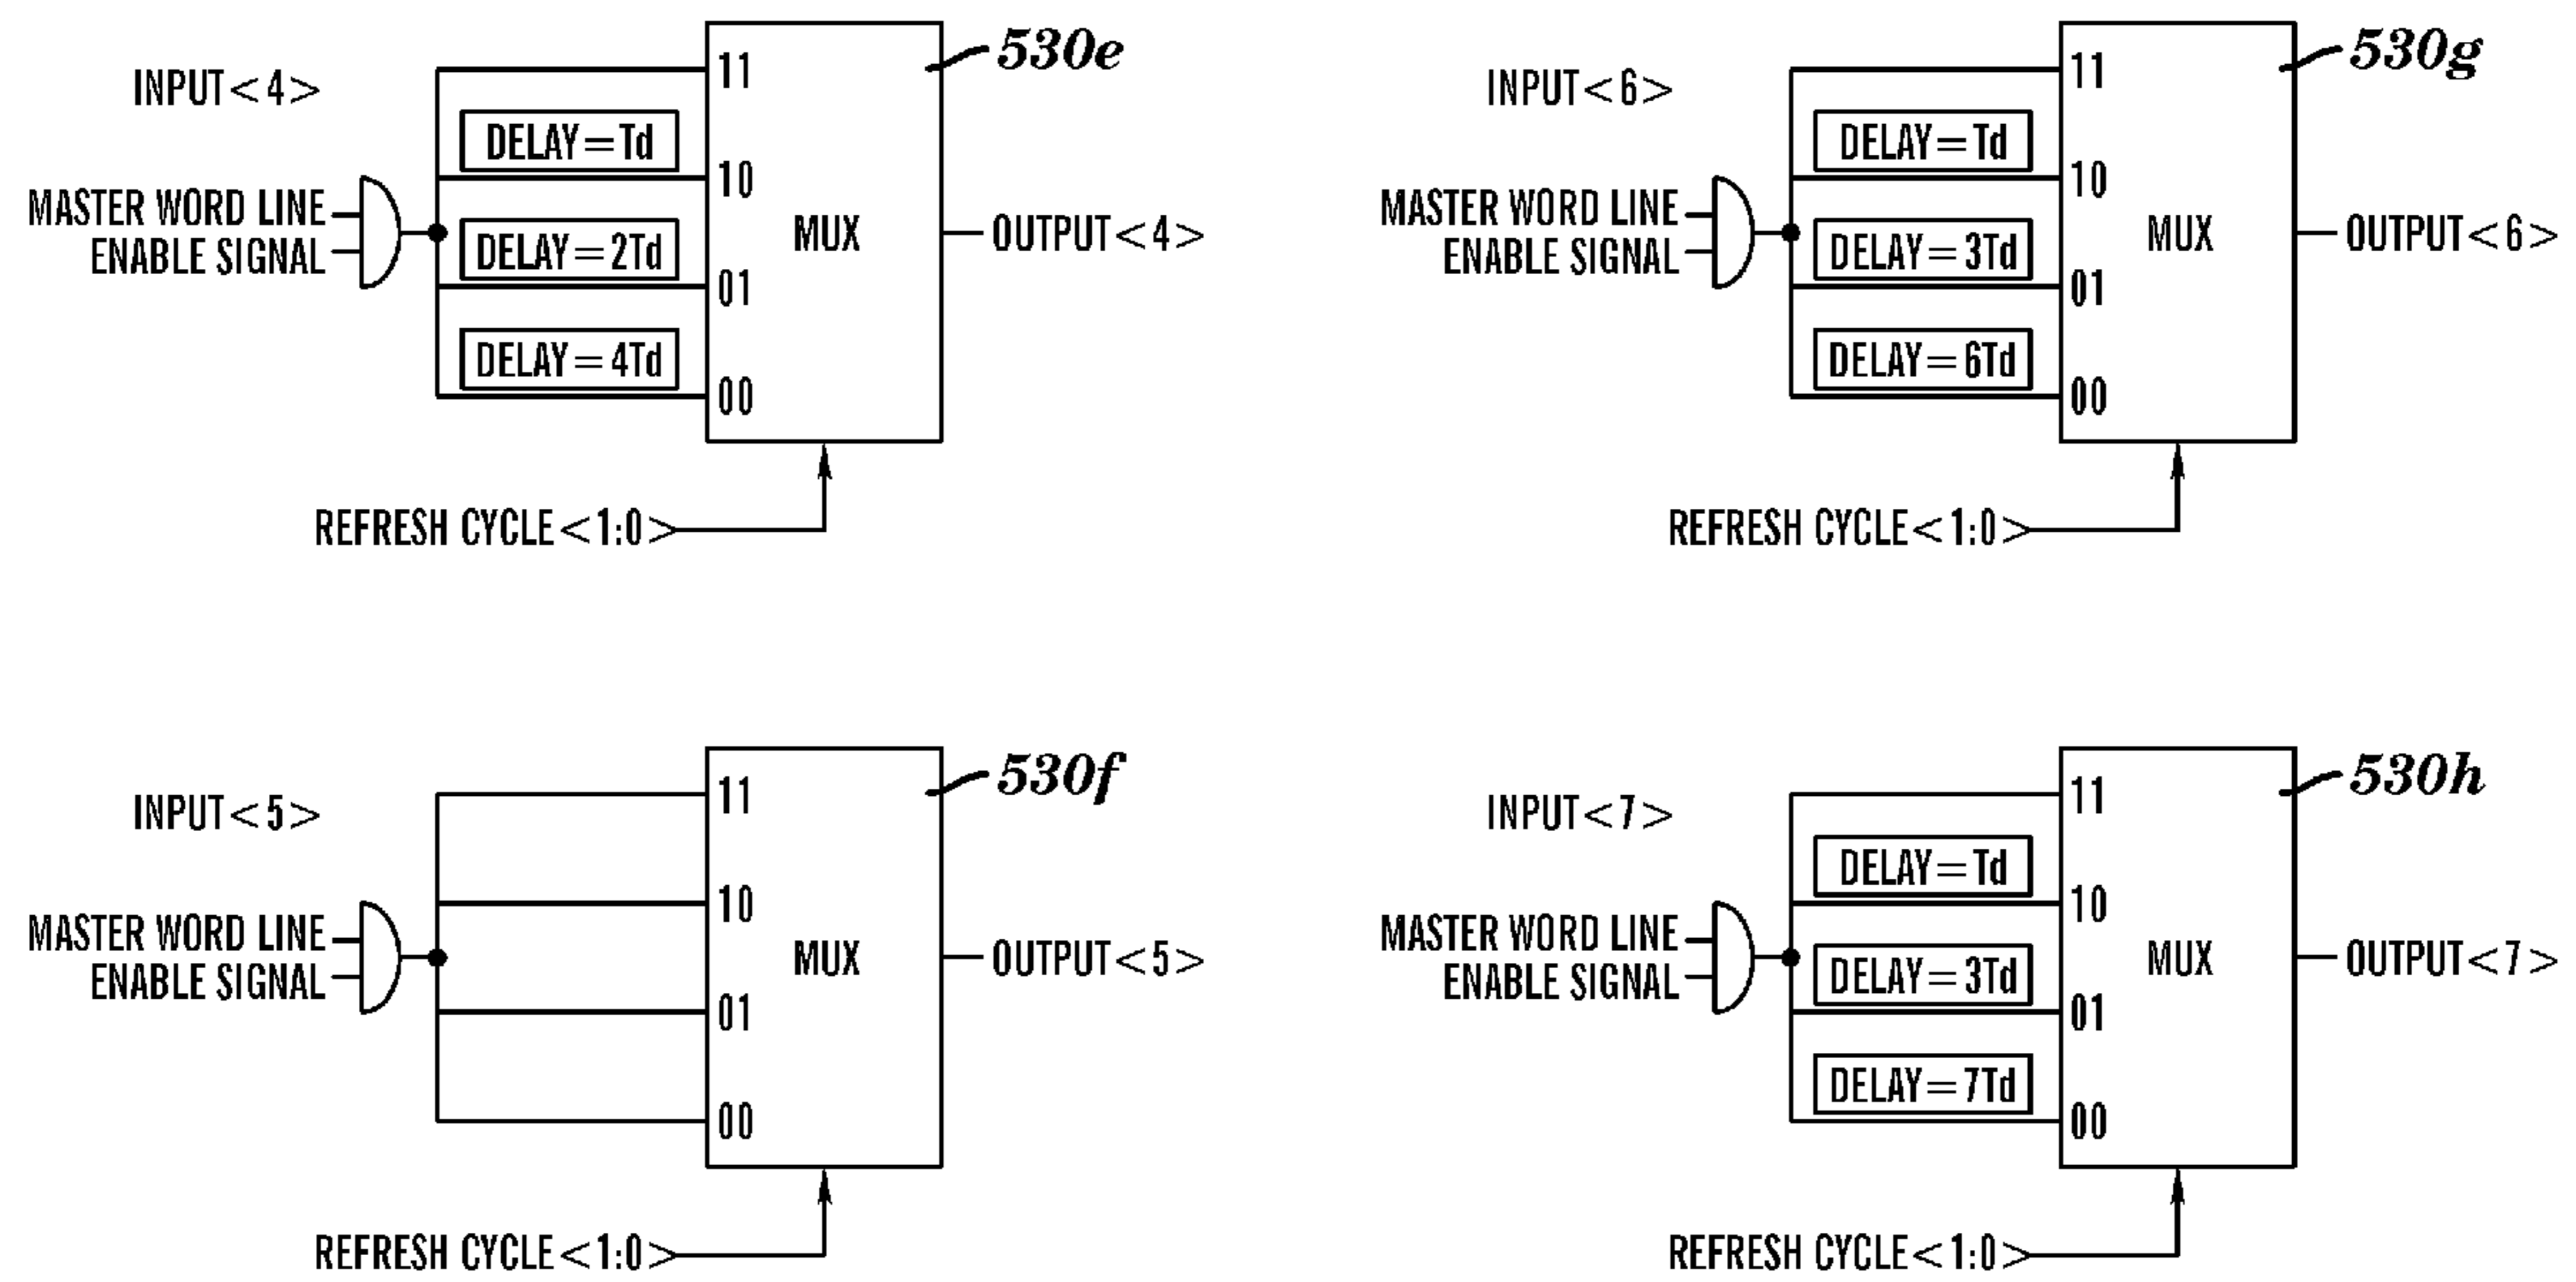 530e
INPUT<4>
11
DELAY=Td
10
MASTER WORD LINE
ENABLE SIGNAL
DELAY=2Td
MUX
OUTPUT<4>
01
DELAY=4Td
00
REFRESH CYCLE<1:0>
530g
INPUT<6>
11
DELAY=Td
10
MASTER WORD LINE
ENABLE SIGNAL
DELAY=3Td
MUX
OUTPUT<6>
01
DELAY=6Td
00
REFRESH CYCLE<1:0>
530f
INPUT<5>
11
10
MASTER WORD LINE
ENABLE SIGNAL
MUX
OUTPUT<5>
01
00
REFRESH CYCLE<1:0>
530h
INPUT<7>
11
DELAY=Td
10
MASTER WORD LINE
ENABLE SIGNAL
DELAY=3Td
MUX
OUTPUT<7>
01
DELAY=7Td
00
REFRESH CYCLE<1:0>